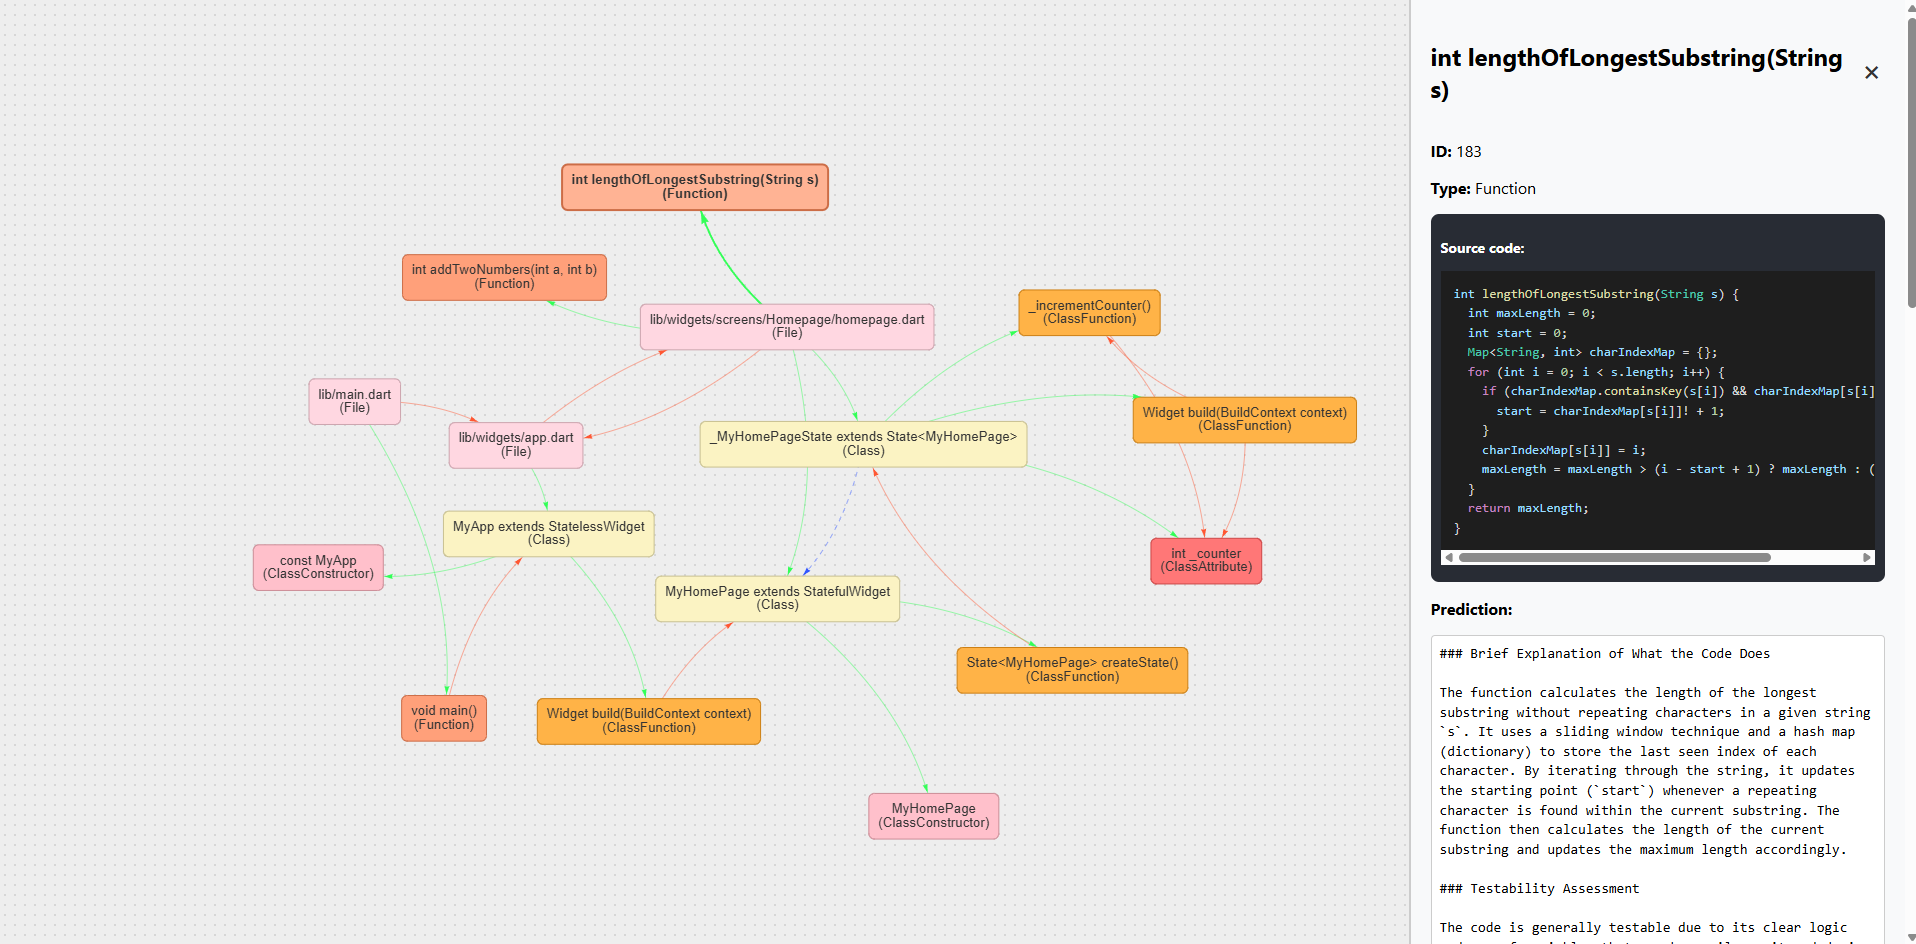 int lengthOfLongestSubstring(String s)
(Function)
int addTwoNumbers(int a, int b)
(Function)
lib/widgets/screens/Homepage/homepage.dart
(File)
_incrementCounter()
(ClassFunction)
lib/main.dart
(File)
lib/widgets/app.dart
(File)
_MyHomePageState extends State<MyHomePage>
(Class)
Widget build(BuildContext context)
(ClassFunction)
MyApp extends StatelessWidget
(Class)
const MyApp
(ClassConstructor)
int _counter
(ClassAttribute)
MyHomePage extends StatefulWidget
(Class)
State<MyHomePage> createState()
(ClassFunction)
void main()
(Function)
Widget build(BuildContext context)
(ClassFunction)
MyHomePage
(ClassConstructor)
int lengthOfLongestSubstring(String
s)
×
ID: 183
Type: Function
Source code:
int lengthOfLongestSubstring(String s) {
int maxLength = 0;
int start = 0;
Map<String, int> charIndexMap = {};
for (int i = 0; i < s.length; i++) {
if (charIndexMap.containsKey(s[i]) && charIndexMap[s[i]
start = charIndexMap[s[i]]! + 1;
}
charIndexMap[s[i]] = i;
maxLength = maxLength > (i - start + 1) ? maxLength : (
}
return maxLength;
}
Prediction:
### Brief Explanation of What the Code Does
The function calculates the length of the longest
substring without repeating characters in a given string
`s`. It uses a sliding window technique and a hash map
(dictionary) to store the last seen index of each
character. By iterating through the string, it updates
the starting point (`start`) whenever a repeating
character is found within the current substring. The
function then calculates the length of the current
substring and updates the maximum length accordingly.
### Testability Assessment
The code is generally testable due to its clear logic